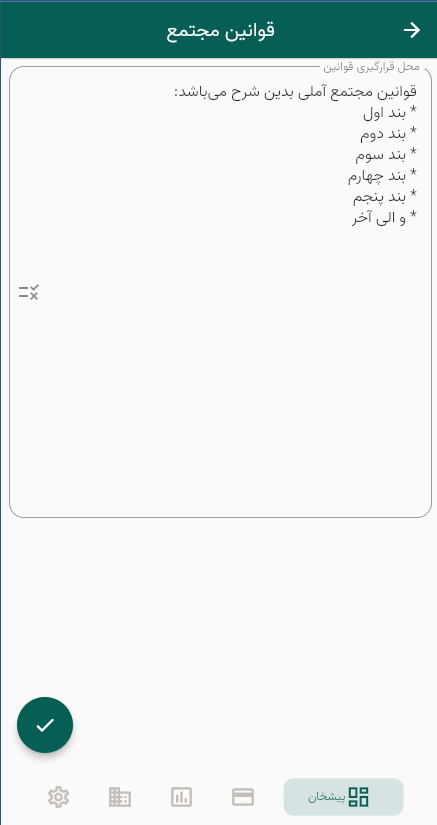 قوانین مجتمع
محل قرارگیری قوانین
قوانین مجتمع آملی بدین شرح می‌باشد:
* بند اول
* بند دوم
* بند سوم
* بند چهارم
* بند پنجم
* و الی آخر
پیشخان